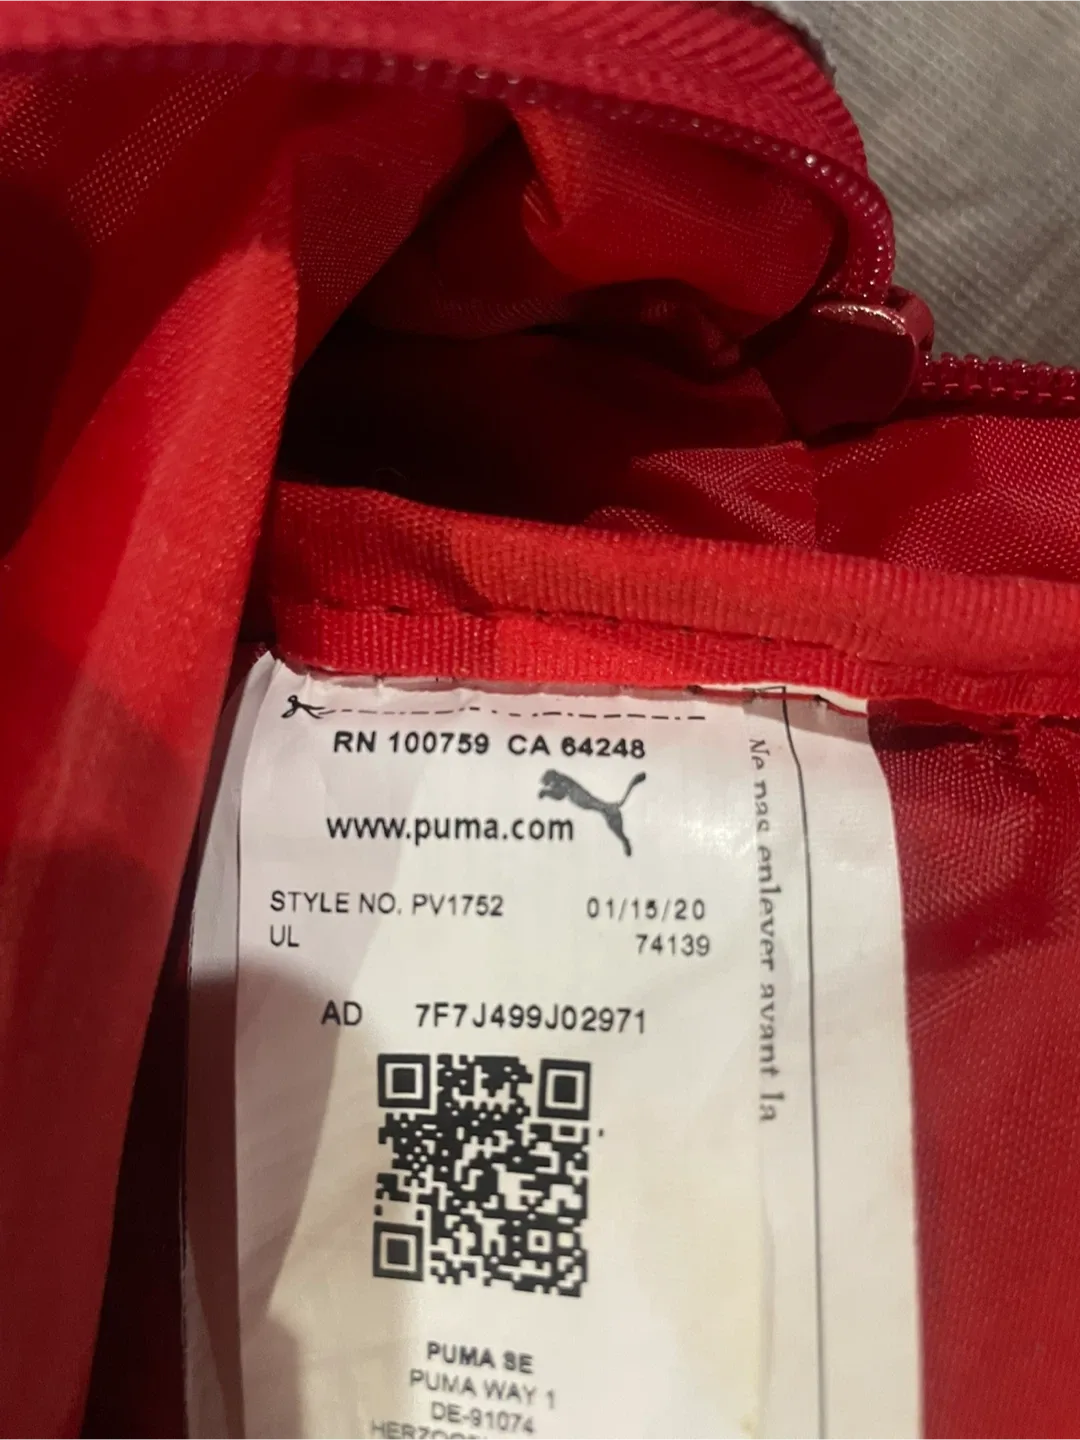 RN 100759 CA 64248
www.puma.com
STYLE NO. PV1752 01/15/20
UL 74139
AD 7F7J499J02971
PUMA SE
PUMA WAY 1
DE-91074
Ne pas enlever avant la